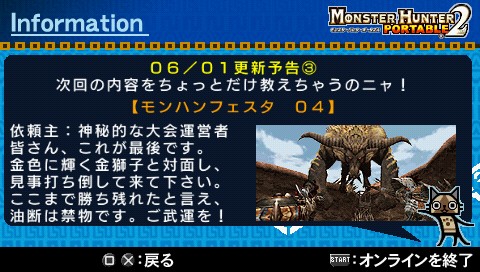 Information
MONSTER HUNTER
PORTABLE 2
06/01更新予告③
次回の内容をちょっとだけ教えちゃうのニャ！
【モンハンフェスタ 04】
依頼主：神秘的な大会運営者
皆さん、これが最後です。
金色に輝く金獅子と対面し、
見事打ち倒して来て下さい。
ここまで勝ち残れたと言え、
油断は禁物です。ご武運を！
□ ×:戻る
START:オンラインを終了